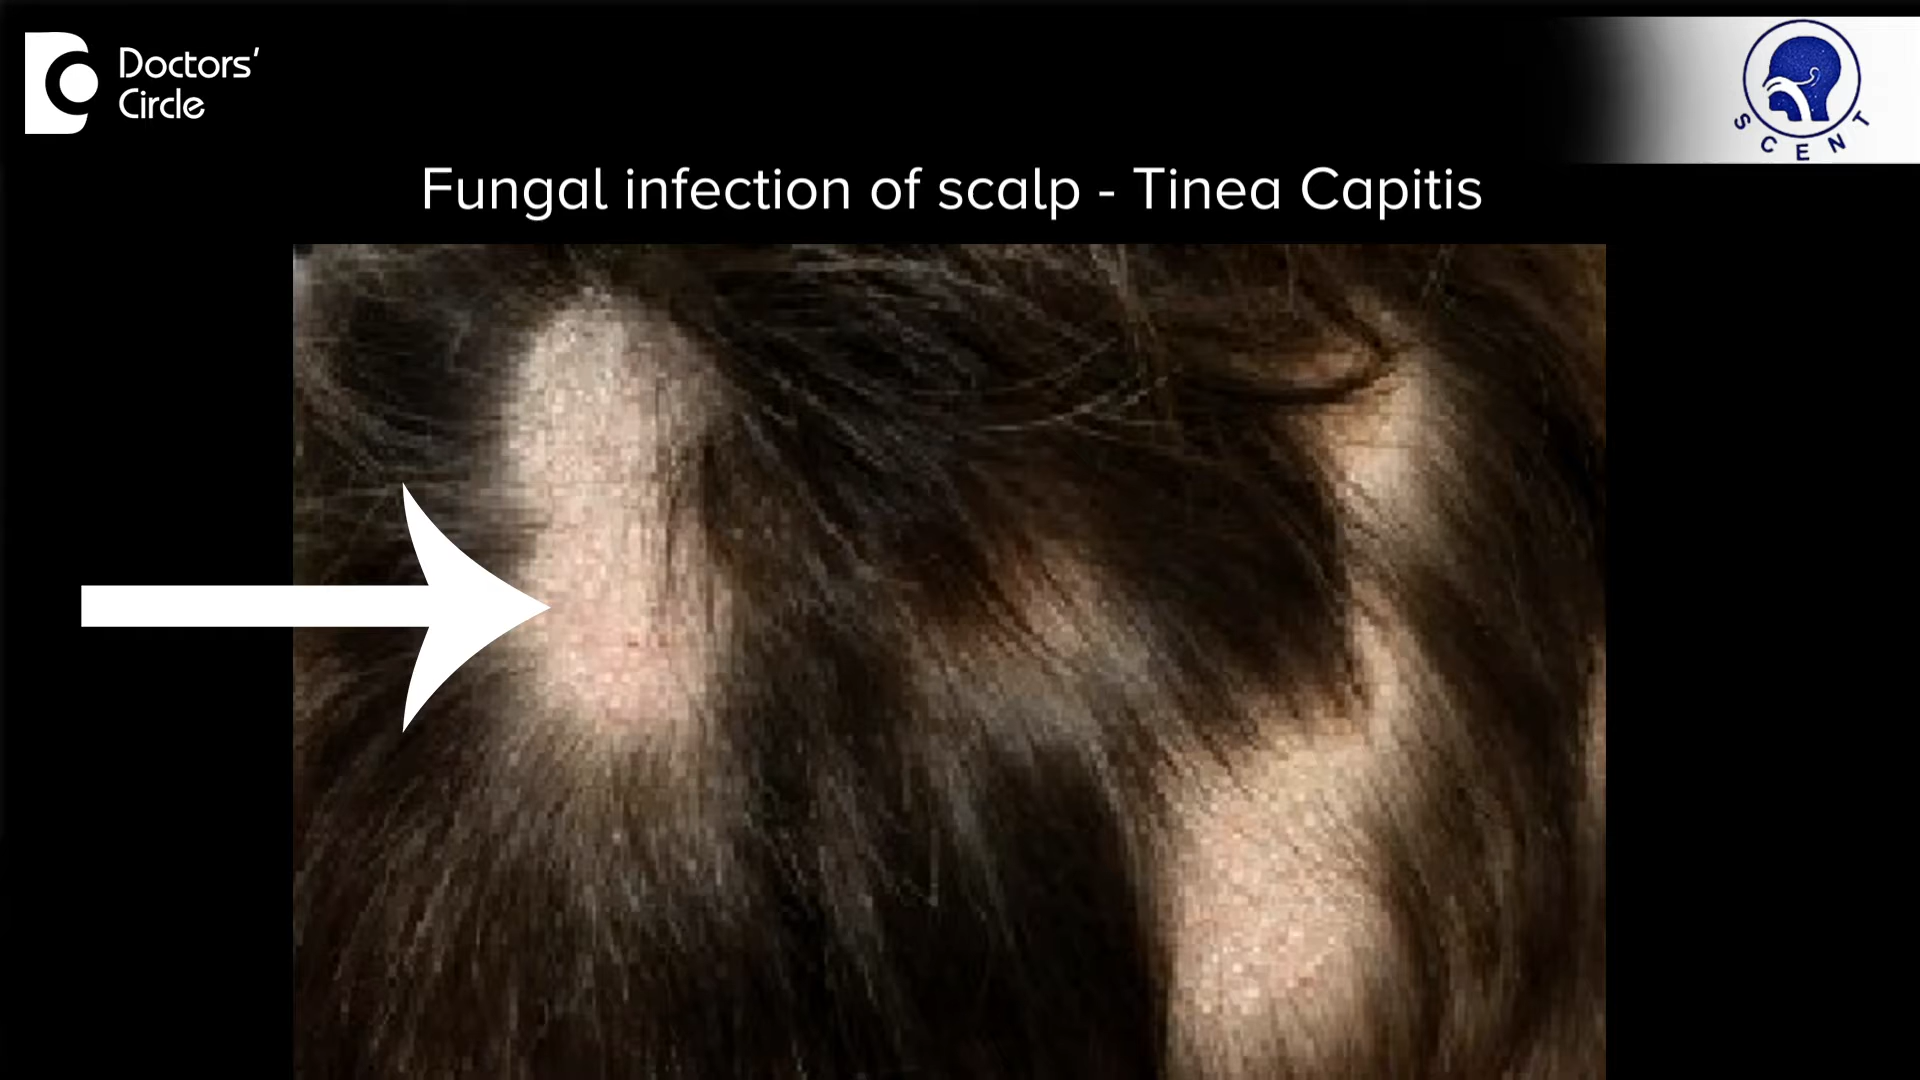 Doctors'
Circle
SCENT
Fungal infection of scalp - Tinea Capitis